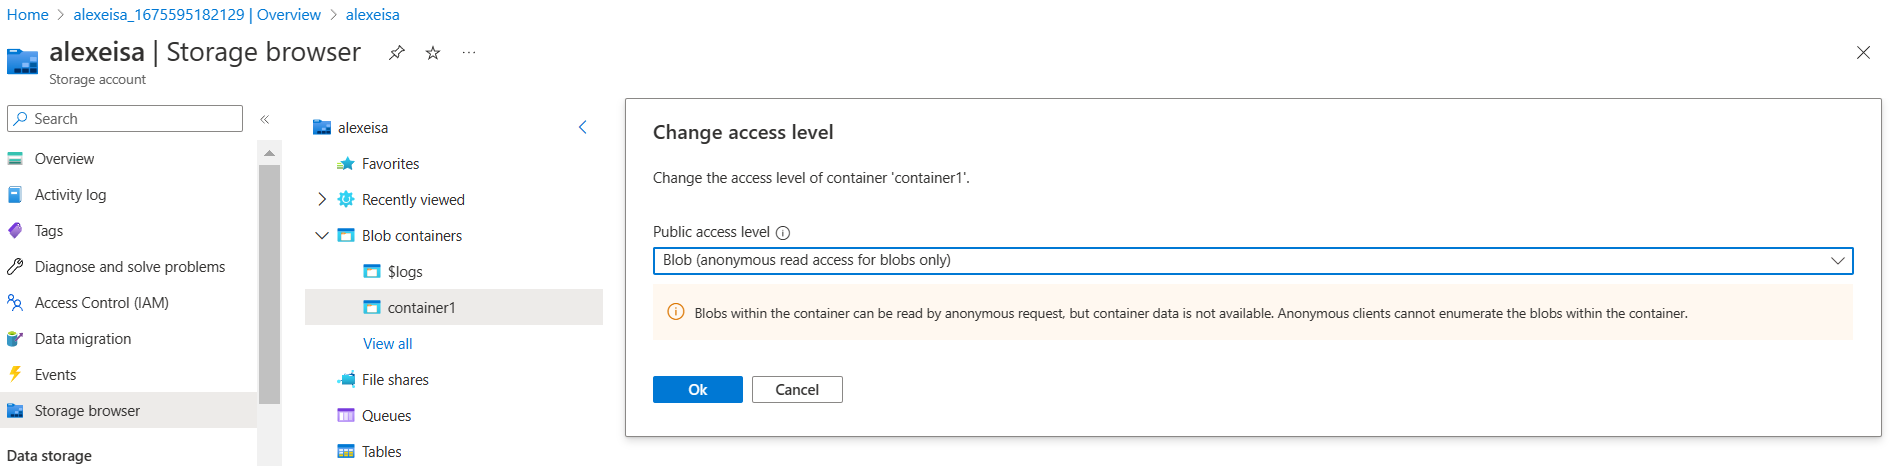 Home > alexeisa_1675595182129 | Overview > alexeisa
alexeisa | Storage browser ...
Storage account
Search
«
Overview
Activity log
Tags
Diagnose and solve problems
Access Control (IAM)
Data migration
Events
Storage browser
Data storage
alexeisa
Favorites
Recently viewed
Blob containers
$logs
container1
View all
File shares
Queues
Tables
Change access level
Change the access level of container 'container1'.
Public access level
Blob (anonymous read access for blobs only)
Blobs within the container can be read by anonymous request, but container data is not available. Anonymous clients cannot enumerate the blobs within the container.
Ok Cancel